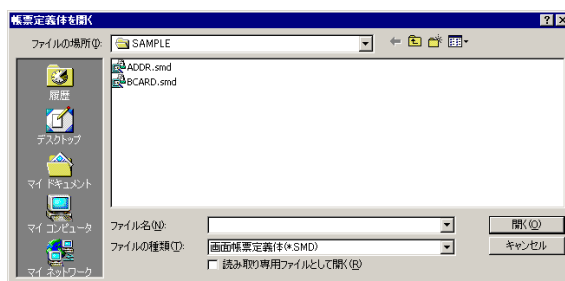 帳票定義体を開く
ファイルの場所(I): SAMPLE
ADDR.smd
BCARD.smd
履歴
デスクトップ
マイ ドキュメント
マイ コンピュータ
マイ ネットワーク
ファイル名(N):
開く(O)
ファイルの種類(T): 画面帳票定義体(*.SMD)
キャンセル
読み取り専用ファイルとして開く(R)